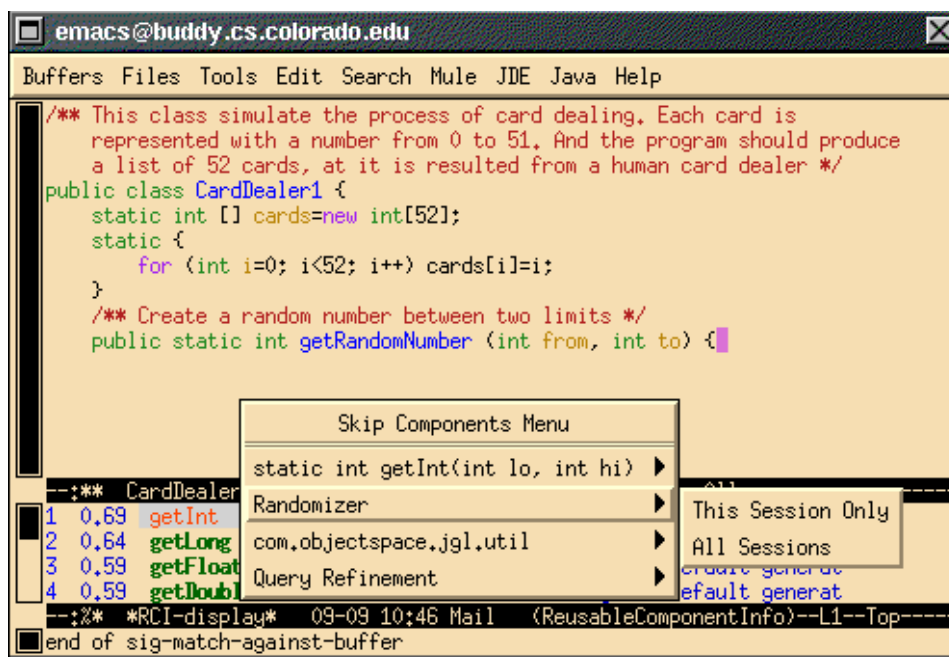 emacs@buddy.cs.colorado.edu
Buffers Files Tools Edit Search Mule JDE Java Help
/** This class simulate the process of card dealing. Each card is
represented with a number from 0 to 51. And the program should produce
a list of 52 cards, at it is resulted from a human card dealer */
public class CardDealer1 {
static int [] cards=new int[52];
static {
for (int i=0; i<52; i++) cards[i]=i;
}
/** Create a random number between two limits */
public static int getRandomNumber (int from, int to) {
Skip Components Menu
static int getInt(int lo, int hi)
Randomizer
com.objectspace.jgl.util
Query Refinement
This Session Only
All Sessions
--:** CardDealer
1 0.69 getInt
2 0.64 getLong
3 0.59 getFloat
4 0.59 getDoubl efault generat
--:%* *RCI-display* 09-09 10:46 Mail (ReusableComponentInfo)--L1--Top-----
end of sig-match-against-buffer